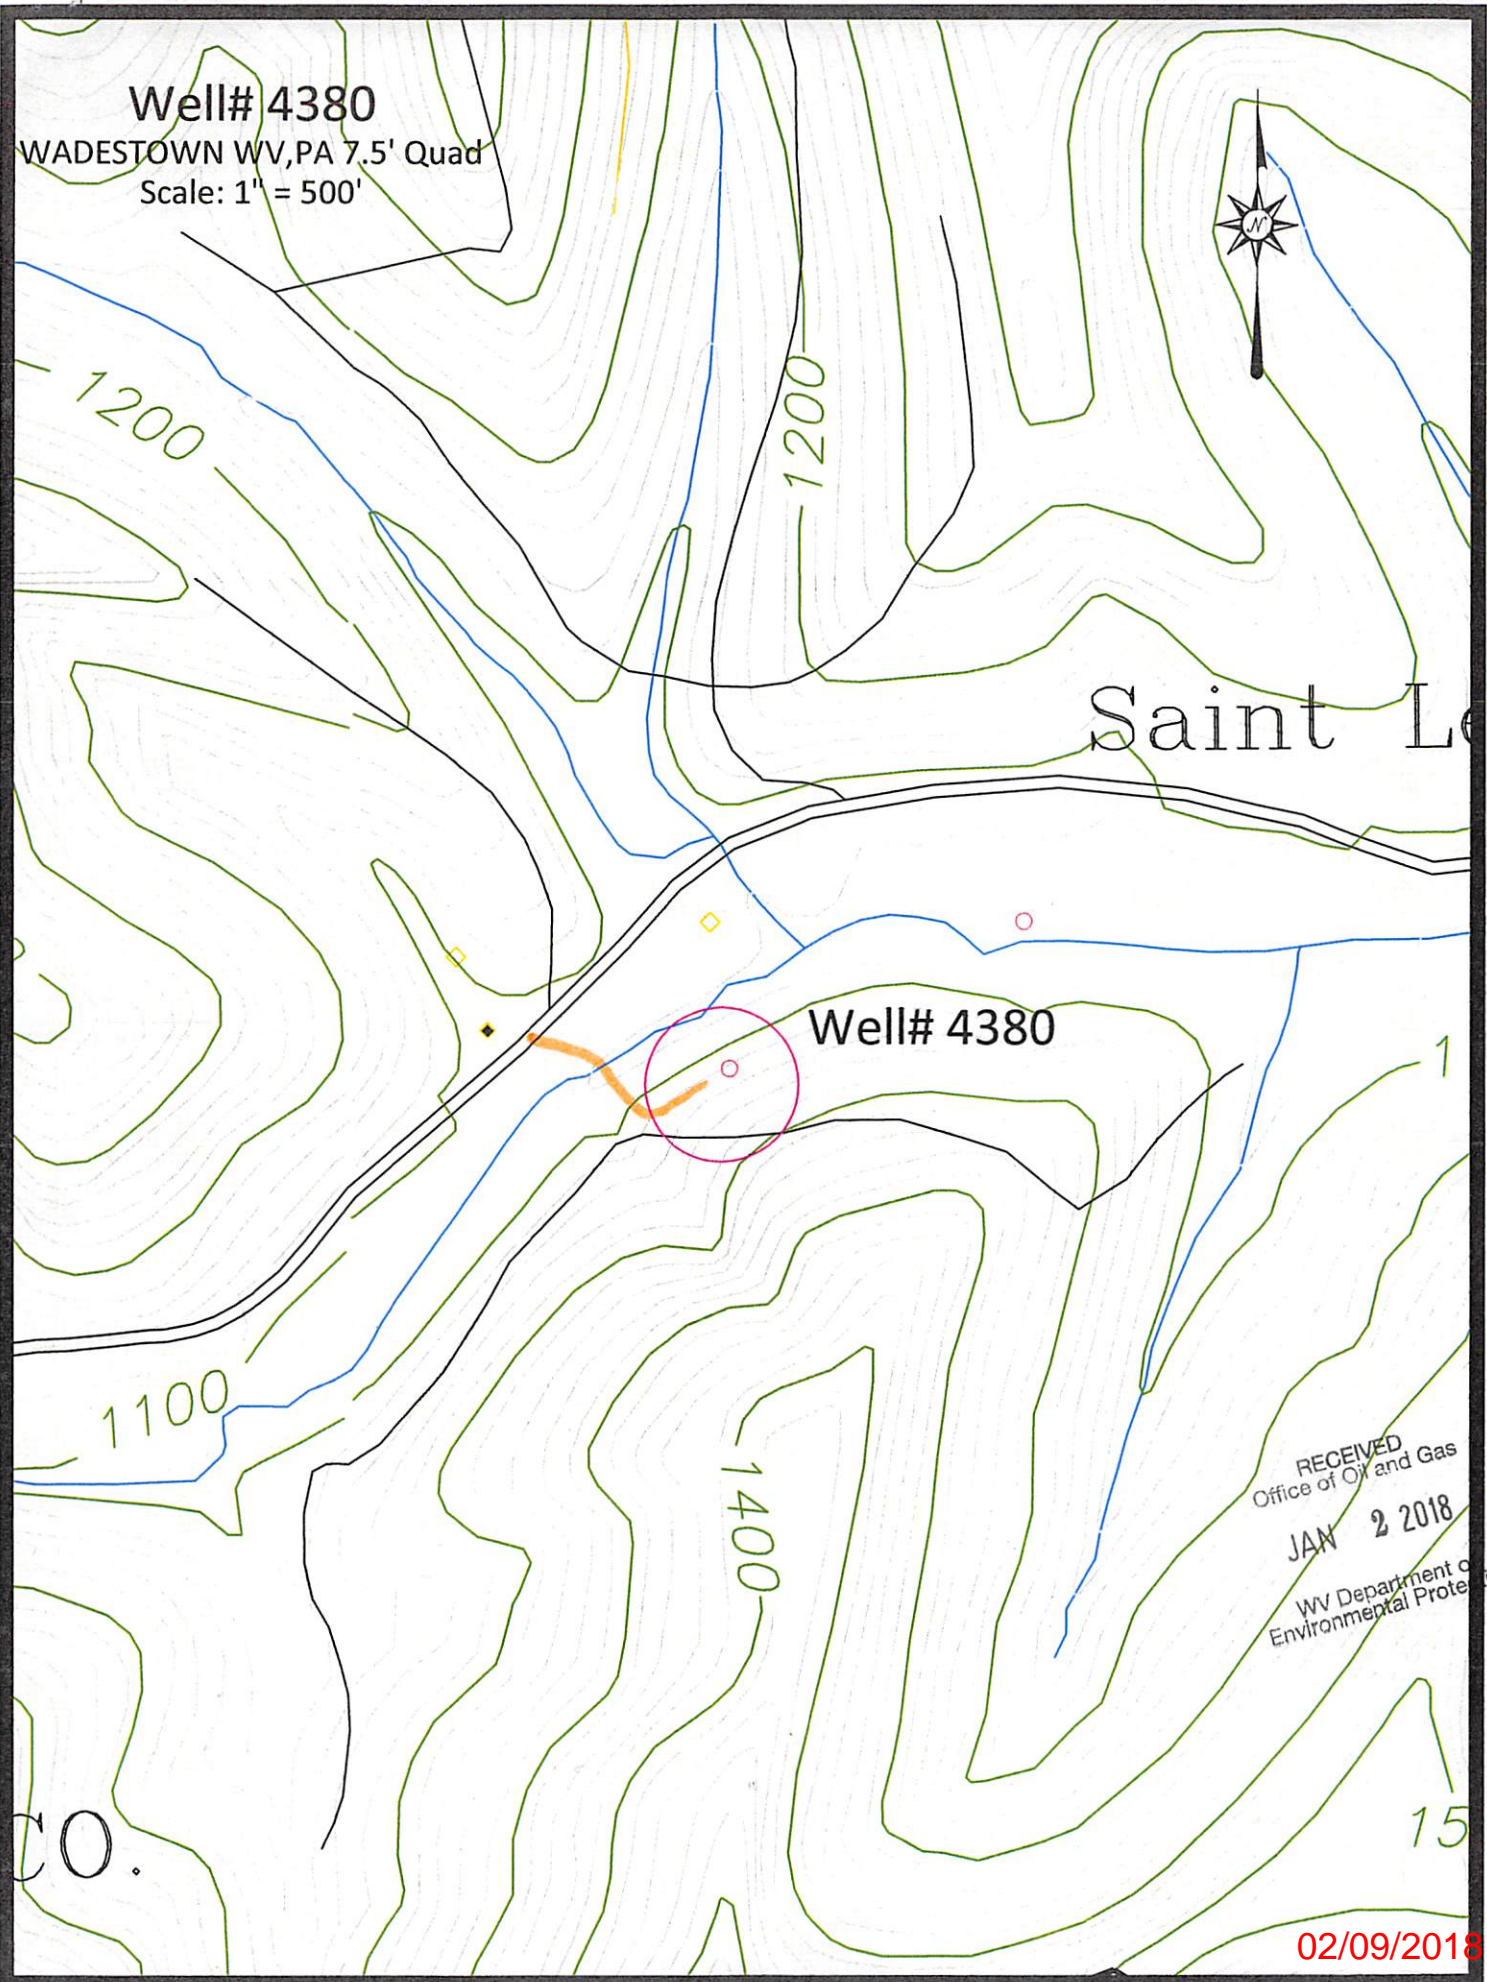 Well# 4380
WADESTOWN WV,PA 7.5' Quad
Scale: 1" = 500'
N
1200
1200
Saint Le
Well# 4380
1
1100
1400
RECEIVED
Office of Oil and Gas
JAN 2 2018
WV Department o
Environmental Prote
15
CO.
02/09/2018